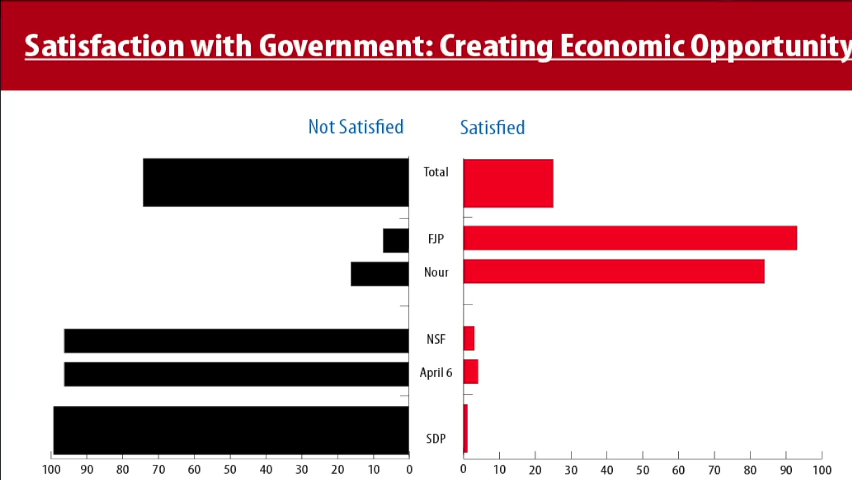 Satisfaction with Government: Creating Economic Opportunity
Not Satisfied Satisfied
Total
FJP
Nour
NSF
April 6
SDP
100 90 80 70 60 50 40 30 20 10 0 0 10 20 30 40 50 60 70 80 90 100